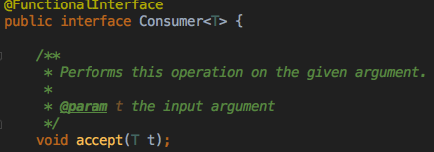 @FunctionalInterface
public interface Consumer<T> {
/**
* Performs this operation on the given argument.
*
* @param t the input argument
*/
void accept(T t);